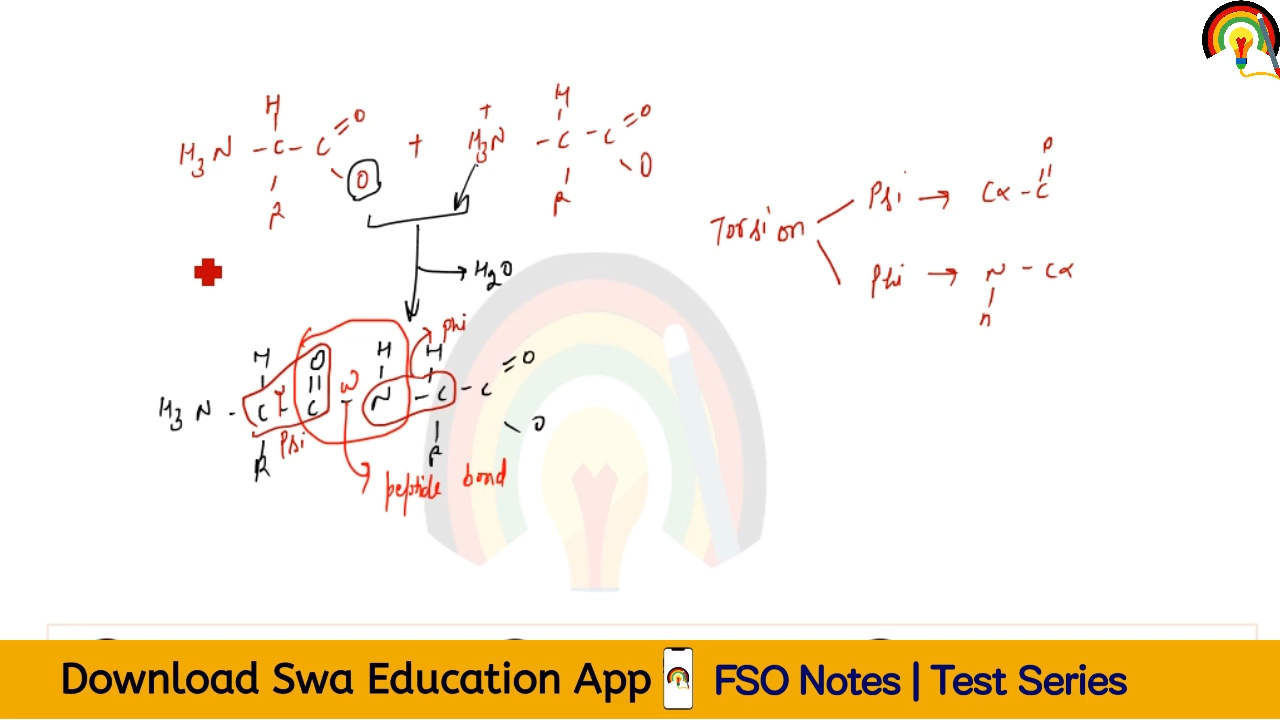 H O + H O
H3N - C - C + H3N - C - C
O O
R R
H2O
Torsion
Psi → Cα - C
O
Phi → N - Cα
H
phi
H O W H H O
H3N - C - C - N - C - C
Psi O
R R
peptide bond
Download Swa Education App FSO Notes | Test Series